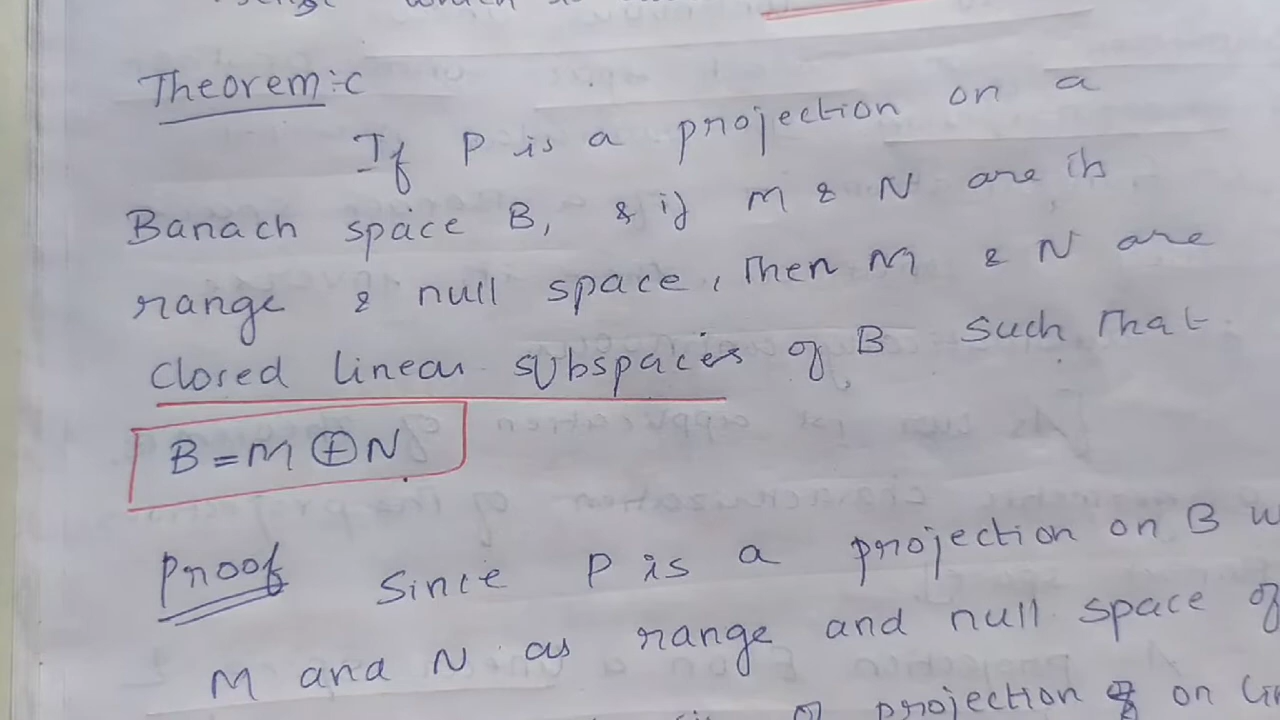 Theorem:-
If P is a projection on a
Banach space B, & if M & N are its
range & null space, Then M & N are
closed linear subspaces of B such that
B = M ⊕ N
Proof Since P is a projection on B
M and N as range and null space of
projection on